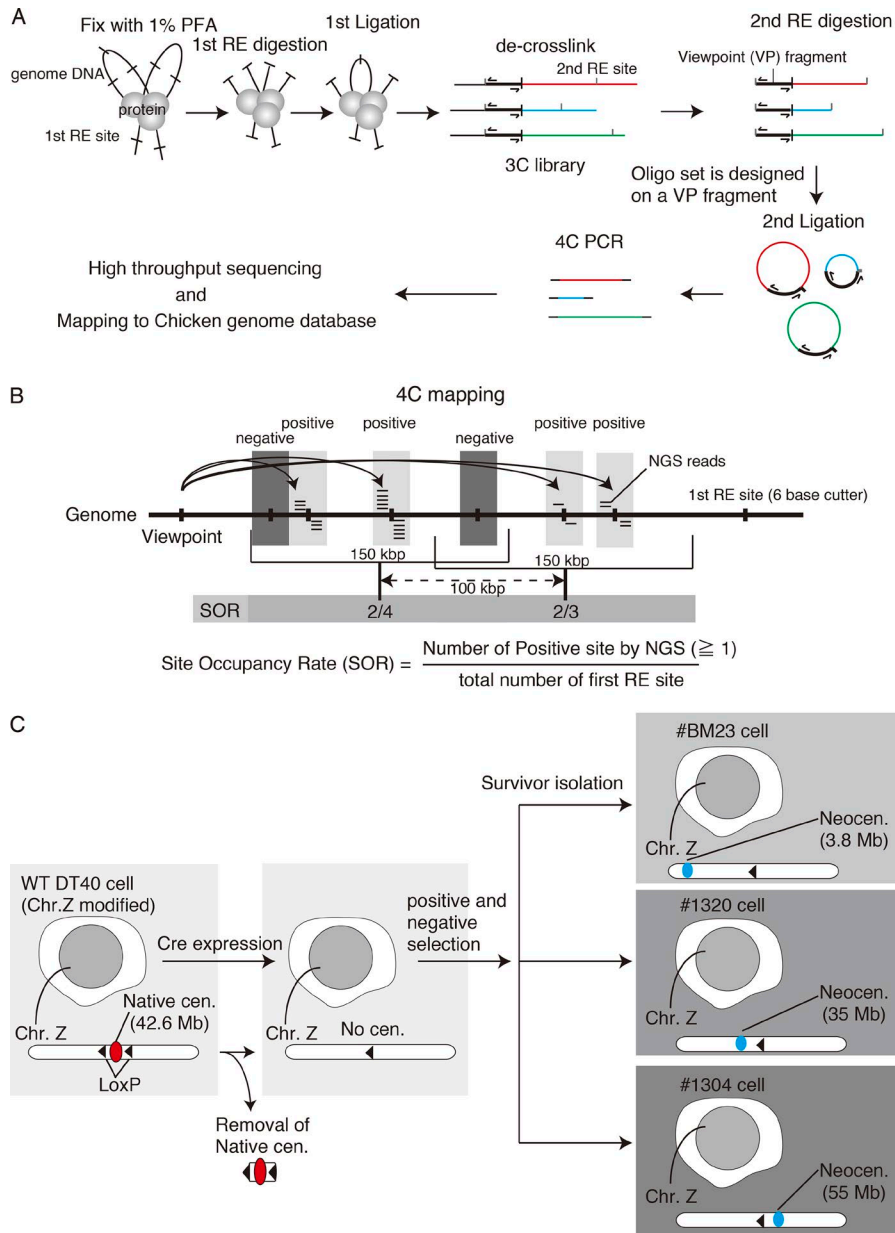 A
Fix with 1% PFA
genome DNA
protein
1st RE site
1st RE digestion
1st Ligation
de-crosslink
2nd RE site
3C library
2nd RE digestion
Viewpoint (VP) fragment
Oligo set is designed
on a VP fragment
2nd Ligation
4C PCR
High throughput sequencing
and
Mapping to Chicken genome database
B
4C mapping
negative
positive
positive
negative
positive
positive
NGS reads
1st RE site (6 base cutter)
Genome
Viewpoint
150 kbp
150 kbp
100 kbp
SOR
2/4
2/3
Site Occupancy Rate (SOR) =
Number of Positive site by NGS (≧ 1)
total number of first RE site
C
WT DT40 cell
(Chr.Z modified)
Chr. Z
Native cen.
(42.6 Mb)
LoxP
Cre expression
Removal of
Native cen.
Chr. Z
No cen.
positive and
negative
selection
Survivor isolation
#BM23 cell
Chr. Z
Neocen.
(3.8 Mb)
#1320 cell
Chr. Z
Neocen.
(35 Mb)
#1304 cell
Chr. Z
Neocen.
(55 Mb)